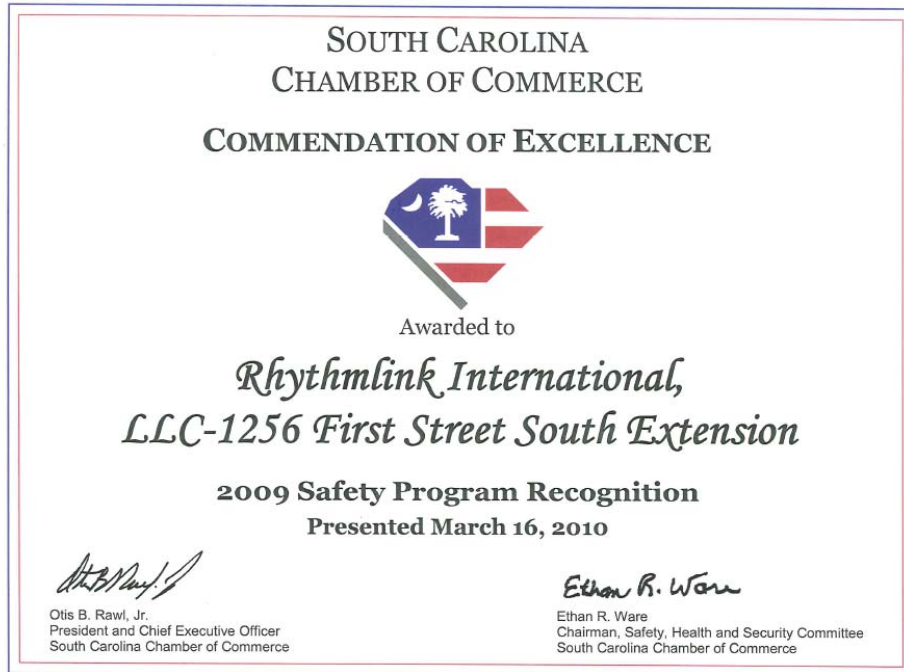 SOUTH CAROLINA
CHAMBER OF COMMERCE
COMMENDATION OF EXCELLENCE
Awarded to
Rhythmlink International,
LLC-1256 First Street South Extension
2009 Safety Program Recognition
Presented March 16, 2010
Otis B. Rawl, Jr.
President and Chief Executive Officer
South Carolina Chamber of Commerce
Ethan R. Ware
Ethan R. Ware
Chairman, Safety, Health and Security Committee
South Carolina Chamber of Commerce